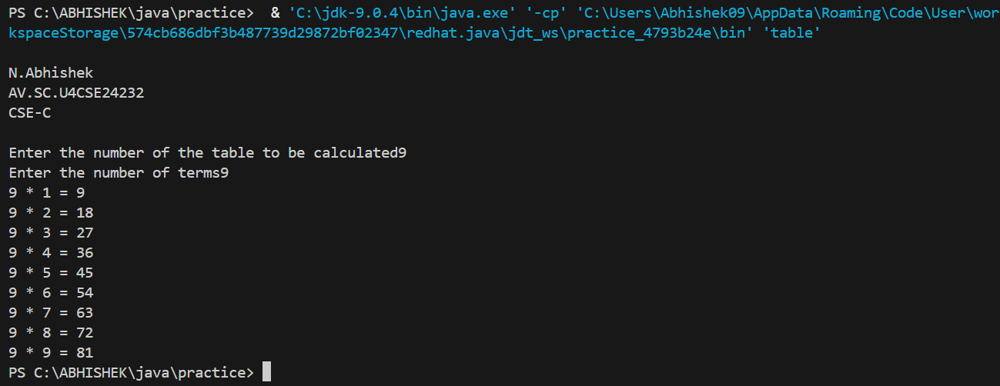 PS C:\ABHISHEK\java\practice>  & 'C:\jdk-9.0.4\bin\java.exe' '-cp' 'C:\Users\Abhishek09\AppData\Roaming\Code\User\wor
kspaceStorage\574cb686dbf3b487739d29872bf02347\redhat.java\jdt_ws\practice_4793b24e\bin' 'table'
N.Abhishek
AV.SC.U4CSE24232
CSE-C
Enter the number of the table to be calculated9
Enter the number of terms9
9 * 1 = 9
9 * 2 = 18
9 * 3 = 27
9 * 4 = 36
9 * 5 = 45
9 * 6 = 54
9 * 7 = 63
9 * 8 = 72
9 * 9 = 81
PS C:\ABHISHEK\java\practice>